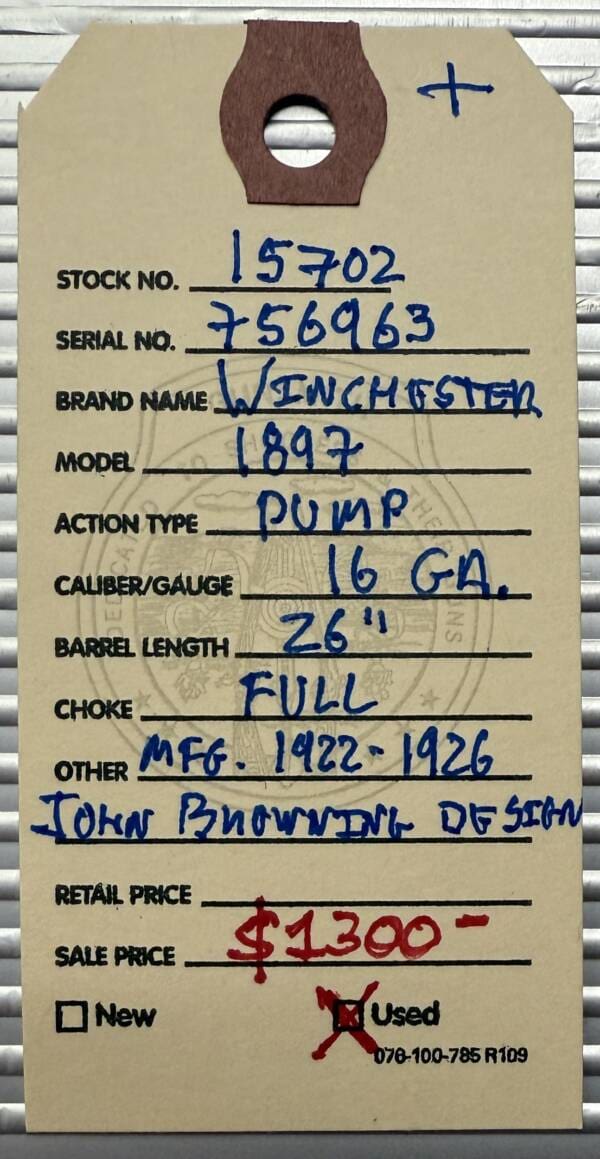 +
STOCK NO. 15702
SERIAL NO. 756963
BRAND NAME WINCHESTER
MODEL 1897
ACTION TYPE PUMP
CALIBER/GAUGE 16 GA.
BARREL LENGTH 26"
CHOKE FULL
OTHER MFG. 1922-1926
JOHN BROWNING DESIGN
RETAIL PRICE
SALE PRICE $1300-
New Used
076-100-785 R109